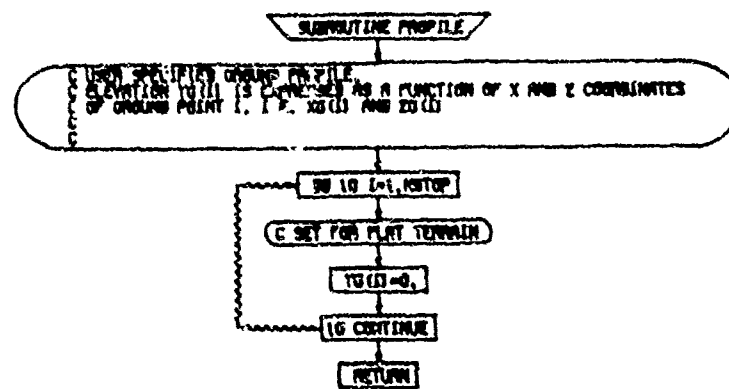 SUBROUTINE PROFILE
C USER SPECIFIED GROUND PROFILE.
C ELEVATION YG(I) IS EXPRESSED AS A FUNCTION OF X AND Z COORDINATES
C OF GROUND POINT I, I.E., XG(I) AND ZG(I)
C
C
DO 10 I=1,KSTOP
C SET FOR FLAT TERRAIN
YG(I)=0.
10 CONTINUE
RETURN